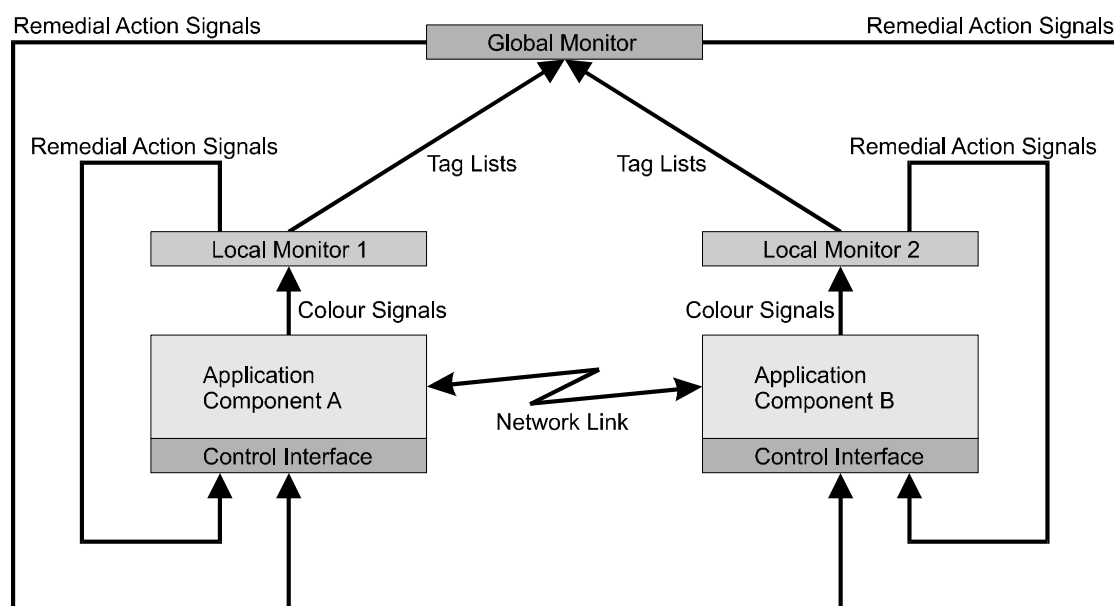 Remedial Action Signals
Remedial Action Signals
Global Monitor
Remedial Action Signals
Remedial Action Signals
Tag Lists
Tag Lists
Local Monitor 1
Local Monitor 2
Colour Signals
Colour Signals
Application
Component A
Application
Component B
Network Link
Control Interface
Control Interface